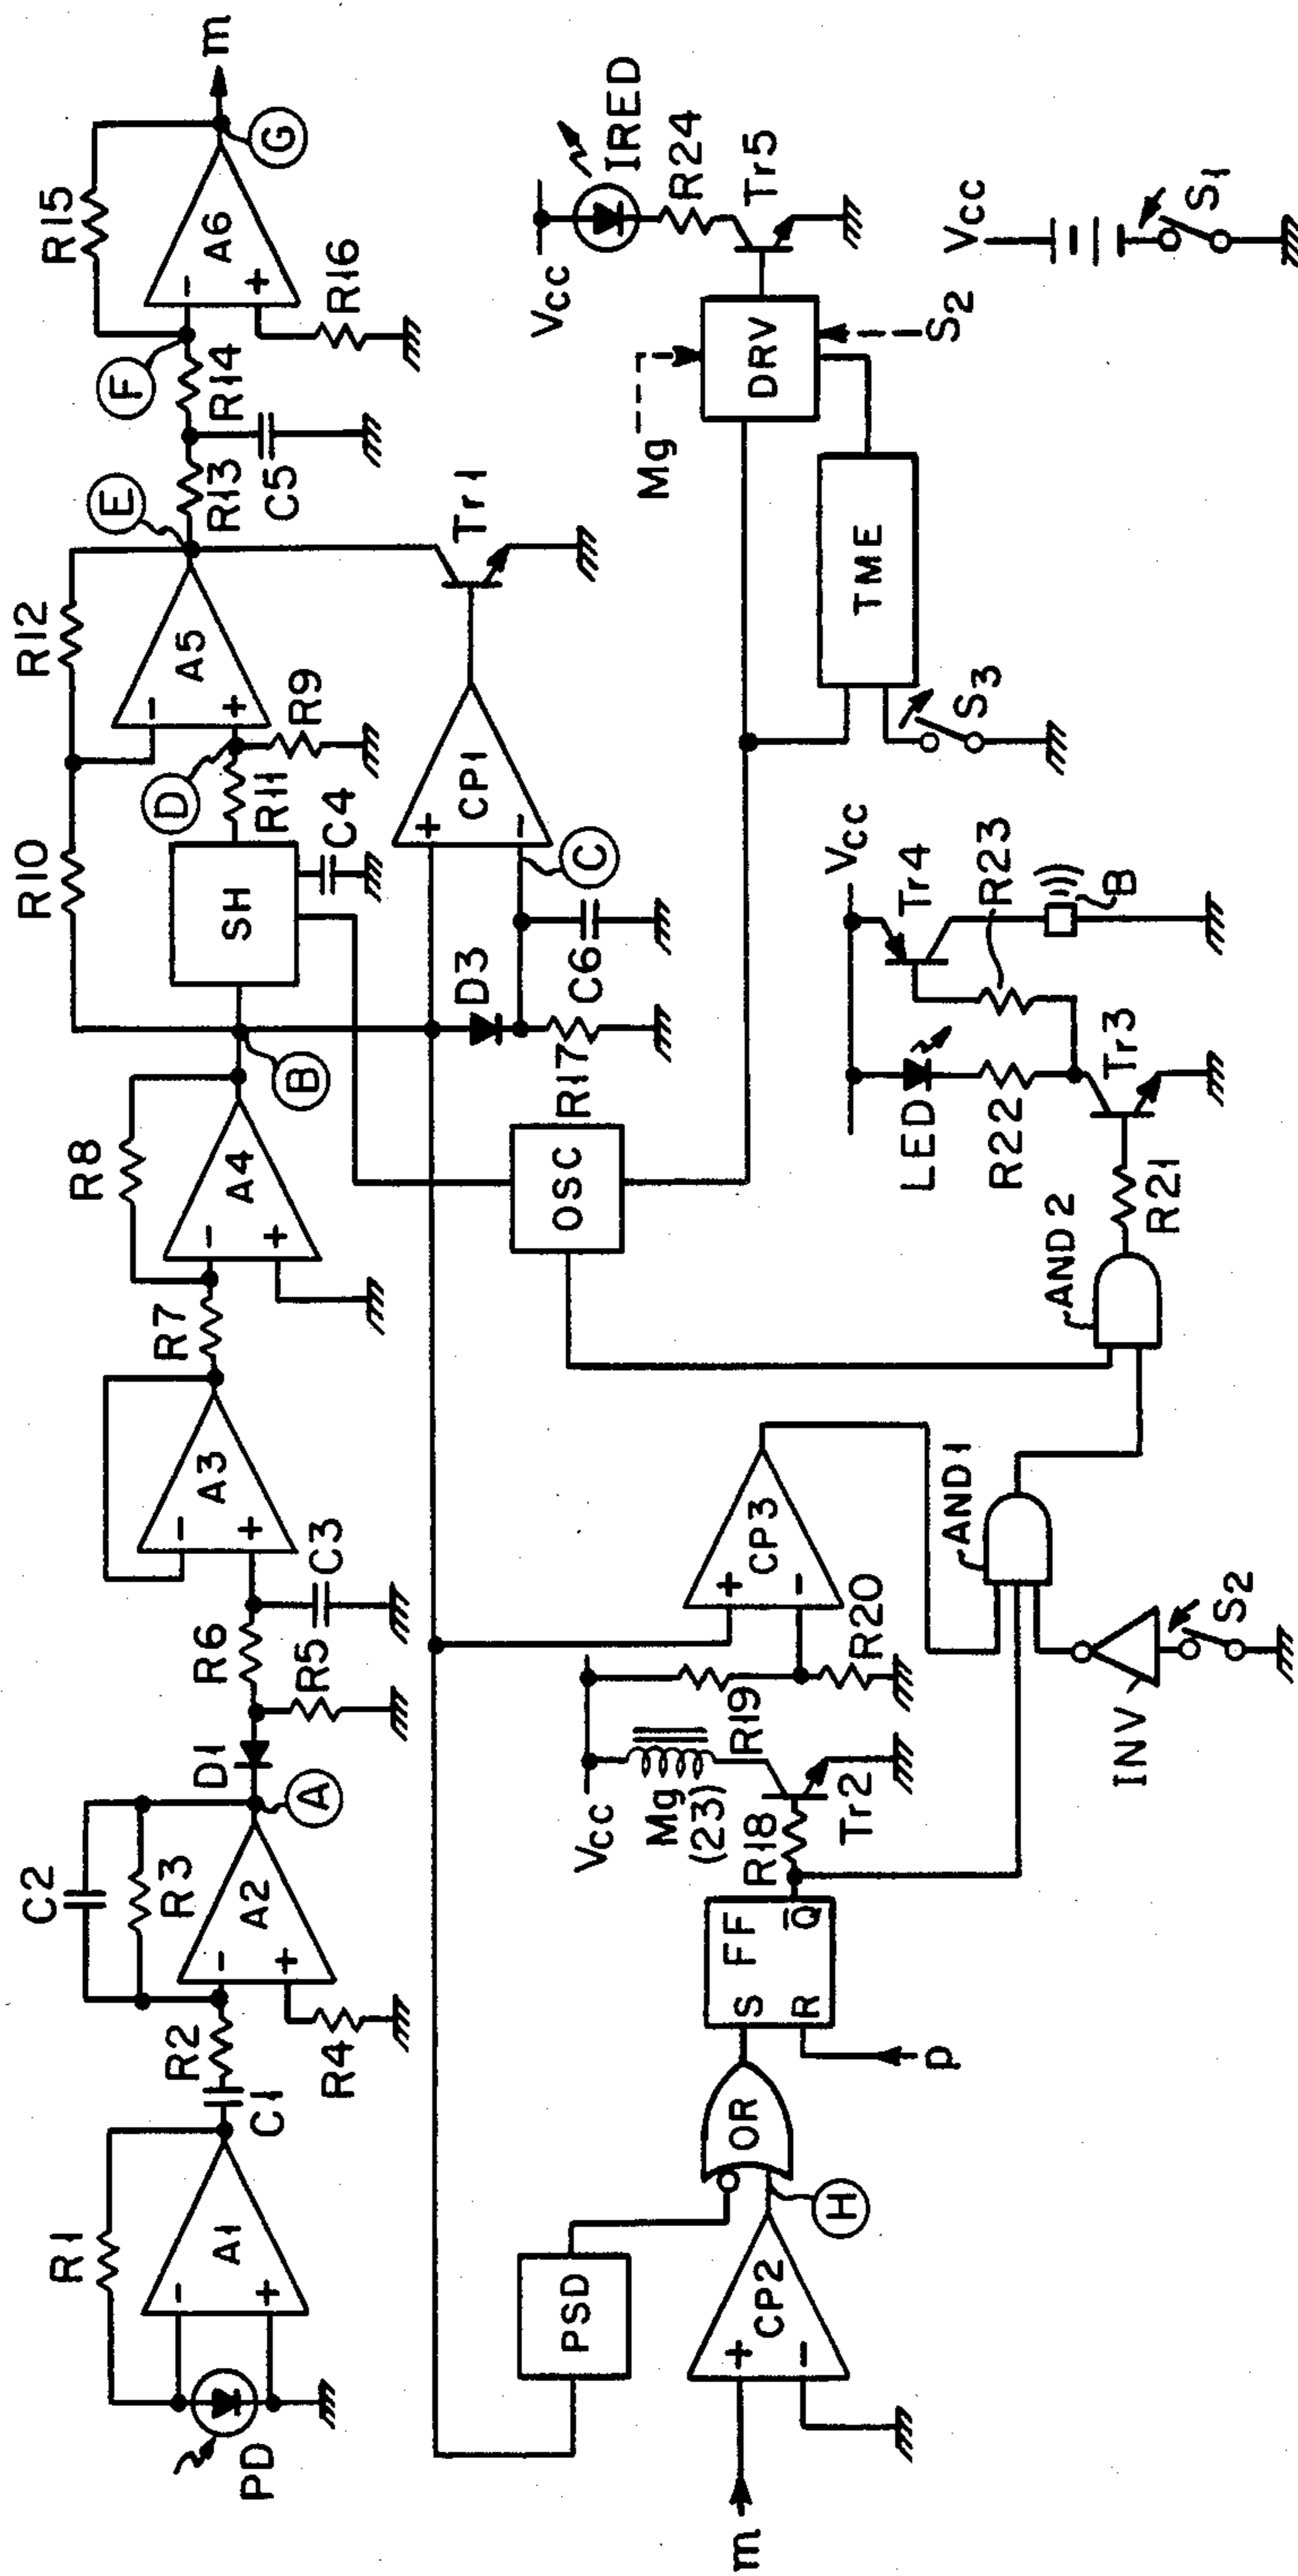 R1
PD
-
+
A1
C1
R2
R4
C2
R3
-
+
A2
A
D1
R5
R6
C3
-
+
A3
R7
R8
-
+
A4
B
R10
SH
C4
R11
D
R9
R12
-
+
A5
E
R13
C5
R14
F
R15
-
+
A6
R16
G
m
D3
R17
C6
C
+
-
CP1
Tr1
OSC
PSD
m
+
-
CP2
H
OR
p
S
FF
R
Q̅
R18
Tr2
Vcc
Mg
(23)
R19
R20
+
-
CP3
AND1
INV
S2
AND2
R21
Tr3
R22
LED
R23
Tr4
Vcc
B
S3
TME
Mg
DRV
S2
Vcc
IRED
R24
Tr5
Vcc
S1